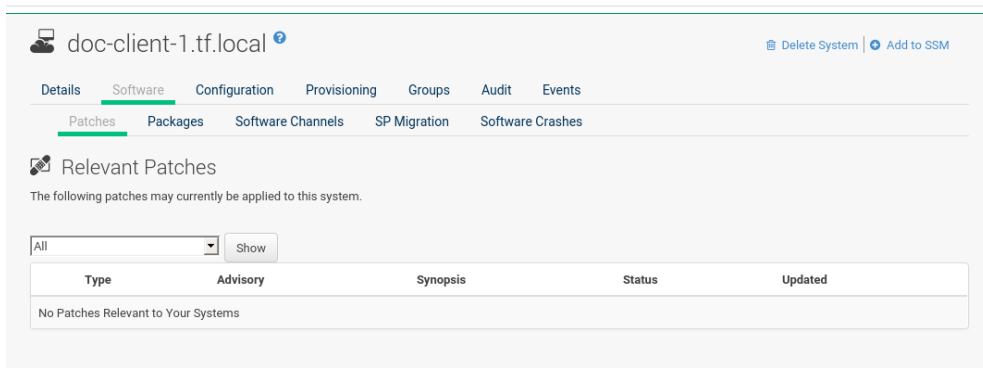 doc-client-1.tf.local ?
Delete System | Add to SSM
Details Software Configuration Provisioning Groups Audit Events
Patches Packages Software Channels SP Migration Software Crashes
Relevant Patches
The following patches may currently be applied to this system.
All Show
Type Advisory Synopsis Status Updated
No Patches Relevant to Your Systems